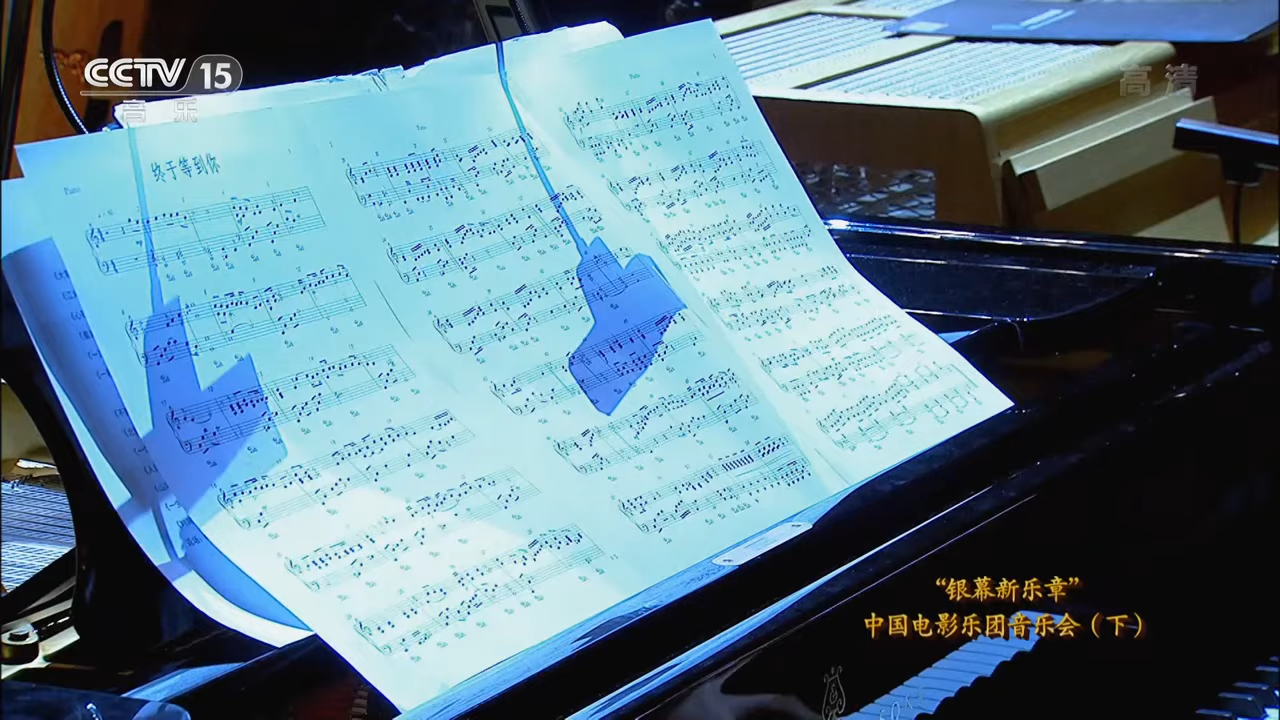 CCTV 15
音乐
高清
终于等到你
Piano
“银幕新乐章”
中国电影乐团音乐会（下）